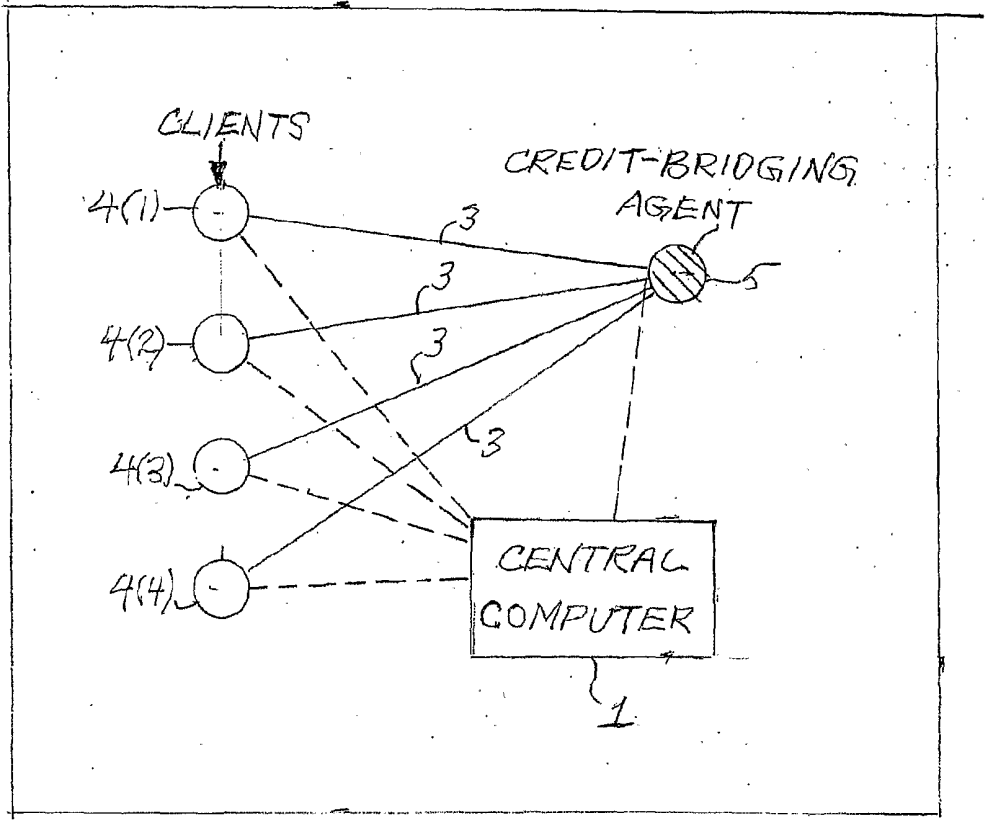 CLIENTS
CREDIT-BRIDGING
AGENT
4(1)
3
5
3
4(2)
3
3
4(3)
CENTRAL
COMPUTER
4(4)
1